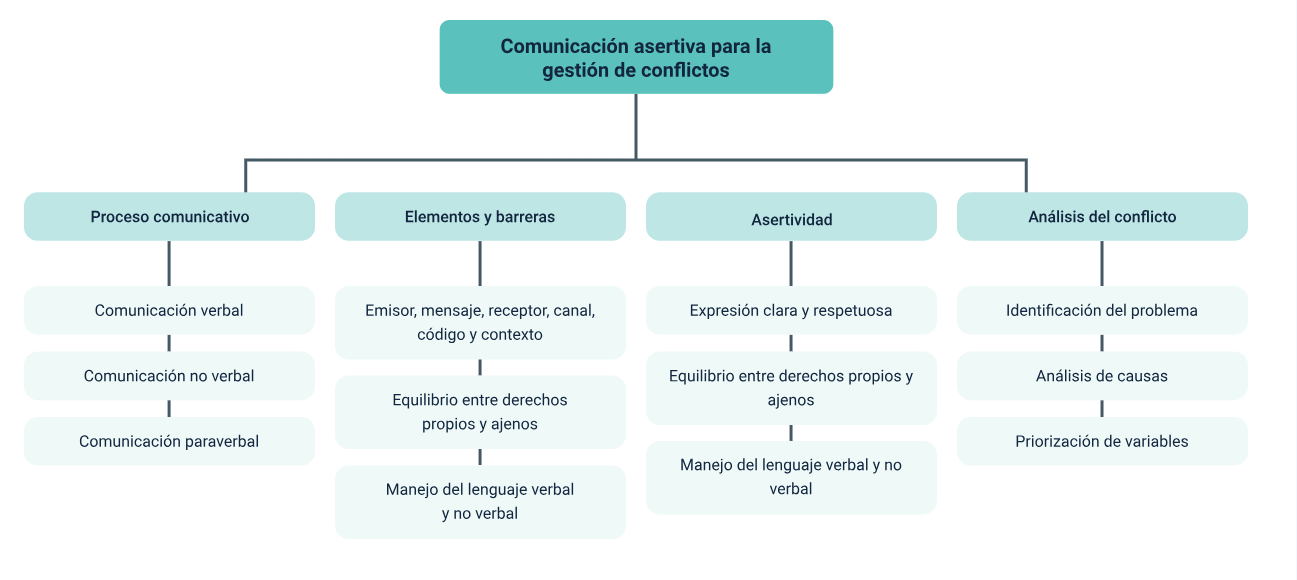 Comunicación asertiva para la
gestión de conflictos
Proceso comunicativo
Elementos y barreras
Asertividad
Análisis del conflicto
Comunicación verbal
Comunicación no verbal
Comunicación paraverbal
Emisor, mensaje, receptor, canal,
código y contexto
Equilibrio entre derechos
propios y ajenos
Manejo del lenguaje verbal
y no verbal
Expresión clara y respetuosa
Equilibrio entre derechos propios y
ajenos
Manejo del lenguaje verbal y no
verbal
Identificación del problema
Análisis de causas
Priorización de variables